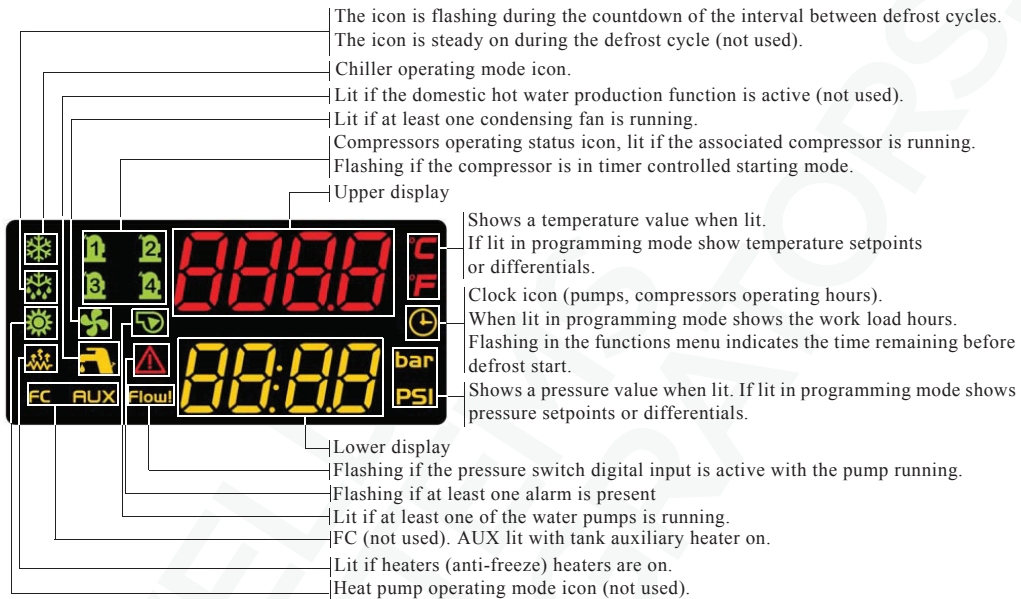 The icon is flashing during the countdown of the interval between defrost cycles.
The icon is steady on during the defrost cycle (not used).
Chiller operating mode icon.
Lit if the domestic hot water production function is active (not used).
Lit if at least one condensing fan is running.
Compressors operating status icon, lit if the associated compressor is running.
Flashing if the compressor is in timer controlled starting mode.
Upper display
Shows a temperature value when lit.
If lit in programming mode show temperature setpoints
or differentials.
Clock icon (pumps, compressors operating hours).
When lit in programming mode shows the work load hours.
Flashing in the functions menu indicates the time remaining before
defrost start.
Shows a pressure value when lit. If lit in programming mode shows
pressure setpoints or differentials.
1 2 888.8 °C
3 4 °F
88:8.8 bar
FC AUX Flow! PSI
Lower display
Flashing if the pressure switch digital input is active with the pump running.
Flashing if at least one alarm is present
Lit if at least one of the water pumps is running.
FC (not used). AUX lit with tank auxiliary heater on.
Lit if heaters (anti-freeze) heaters are on.
Heat pump operating mode icon (not used).